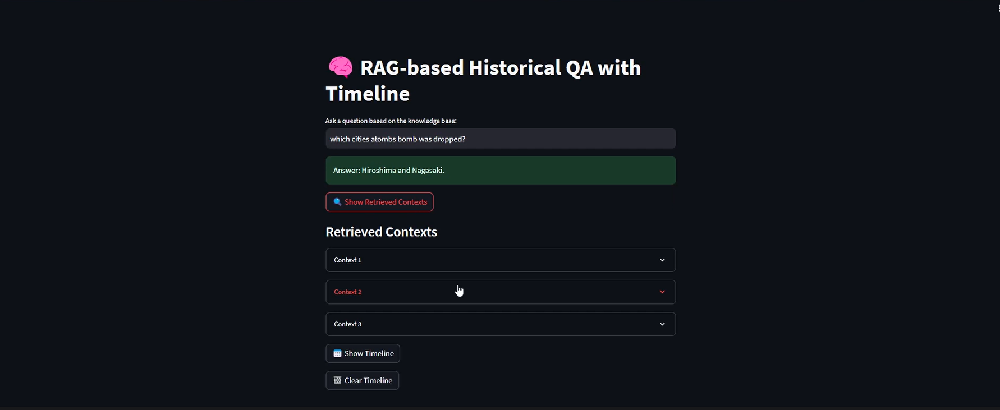 🧠 RAG-based Historical QA with
Timeline
Ask a question based on the knowledge base:
which cities atombs bomb was dropped?
Answer: Hiroshima and Nagasaki.
🔍 Show Retrieved Contexts
Retrieved Contexts
Context 1
Context 2
Context 3
📅 Show Timeline
🗑 Clear Timeline